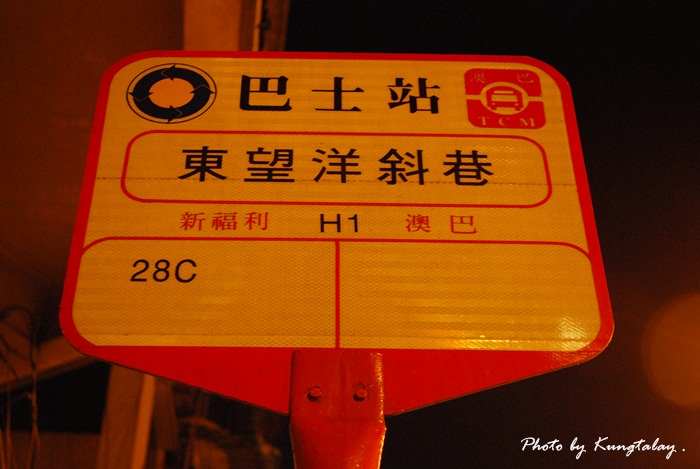 巴士站
澳巴
TCM
東望洋斜巷
新福利 H1 澳巴
28C
Photo by Kungtalay.